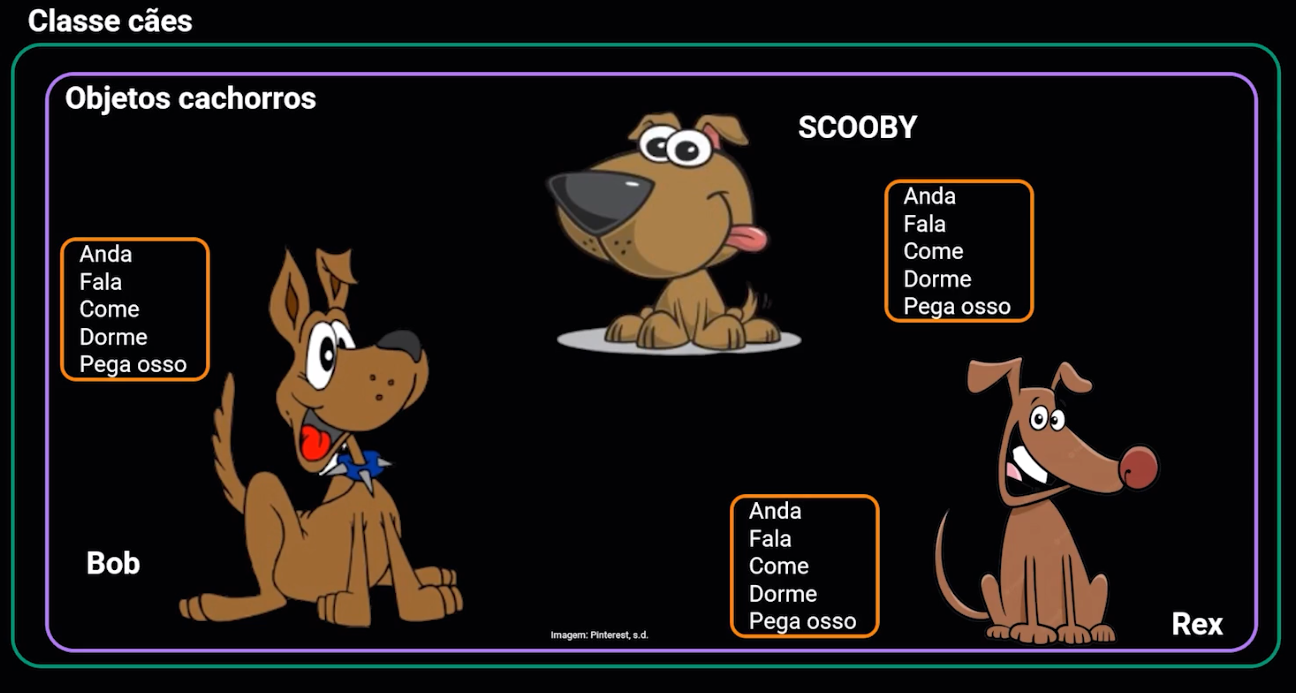 Classe cães
Objetos cachorros
SCOOBY
Anda
Fala
Come
Dorme
Pega osso
Anda
Fala
Come
Dorme
Pega osso
Bob
Anda
Fala
Come
Dorme
Pega osso
Rex
Imagem: Pinterest, s.d.